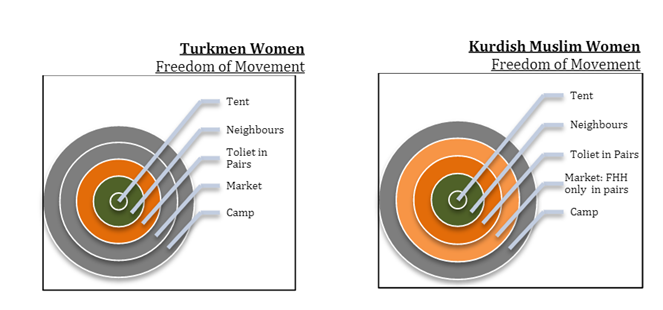 Turkmen Women
Freedom of Movement
Tent
Neighbours
Toliet in
Pairs
Market
Camp
Kurdish Muslim Women
Freedom of Movement
Tent
Neighbours
Toliet in Pairs
Market: FHH
only in pairs
Camp